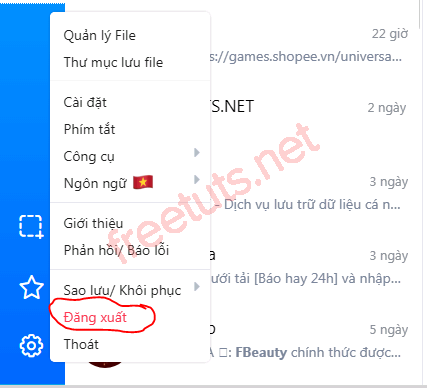 Quản lý File
Thư mục lưu file
Cài đặt
Phím tắt
Công cụ
Ngôn ngữ
Giới thiệu
Phản hồi/ Báo lỗi
Sao lưu/ Khôi phục
Đăng xuất
Thoát
22 giờ
s://games.shopee.vn/universa...
TS.NET
2 ngày
3 ngày
- Dịch vụ lưu trữ dữ liệu cá n...
a
3 ngày
ưới tải [Báo hay 24h] và nhập...
o
5 ngày
A : FBeauty chính thức được...
freetuts.net